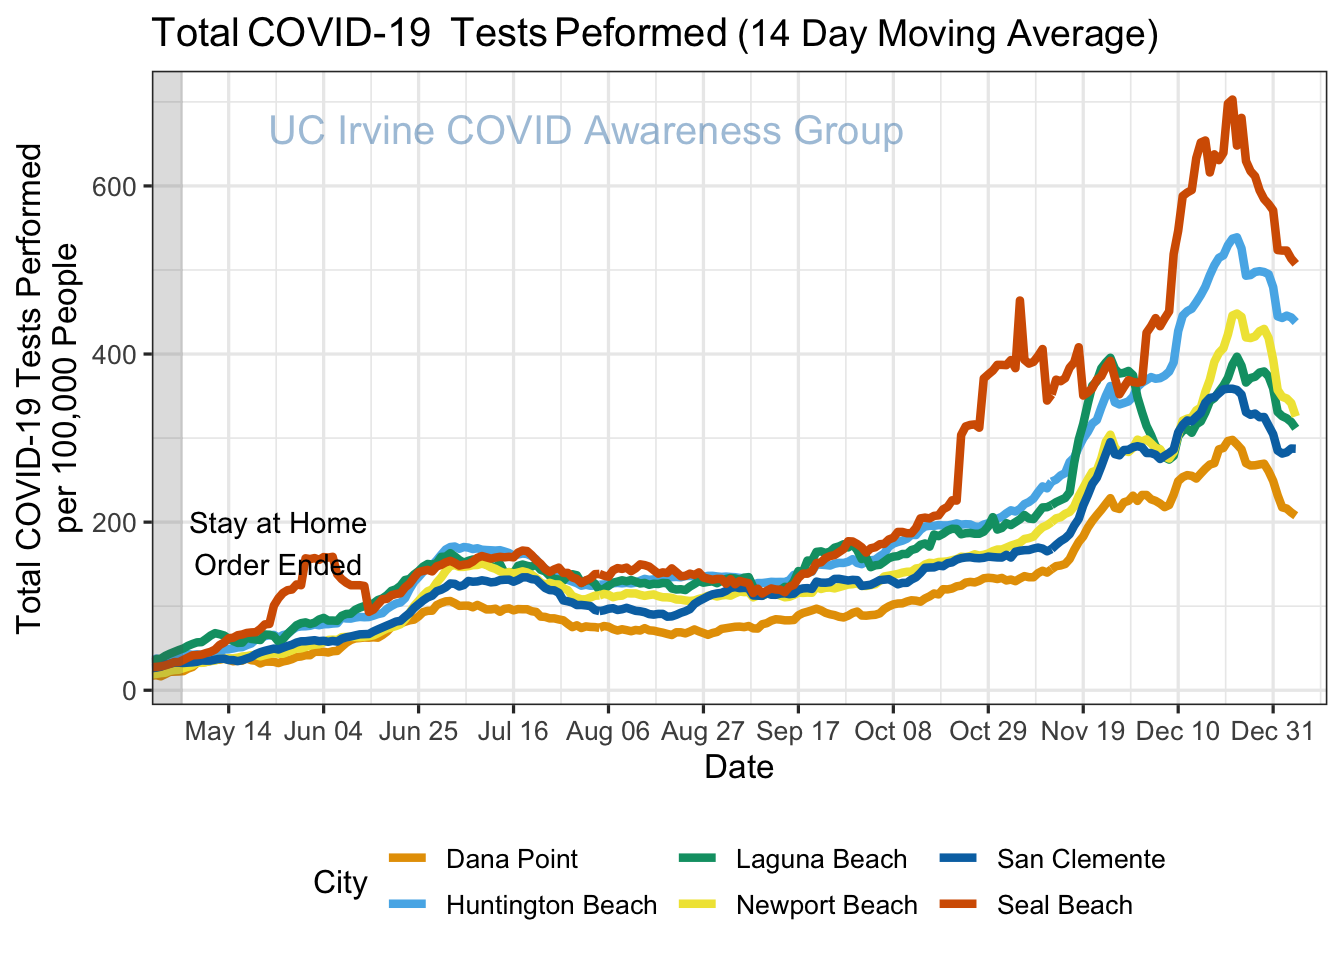 Total COVID-19 Tests Peformed (14 Day Moving Average)
UC Irvine COVID Awareness Group
Total COVID-19 Tests Performed
per 100,000 People
600
400
200
0
Stay at Home
Order Ended
May 14 Jun 04 Jun 25 Jul 16 Aug 06 Aug 27 Sep 17 Oct 08 Oct 29 Nov 19 Dec 10 Dec 31
Date
City
Dana Point Laguna Beach San Clemente
Huntington Beach Newport Beach Seal Beach